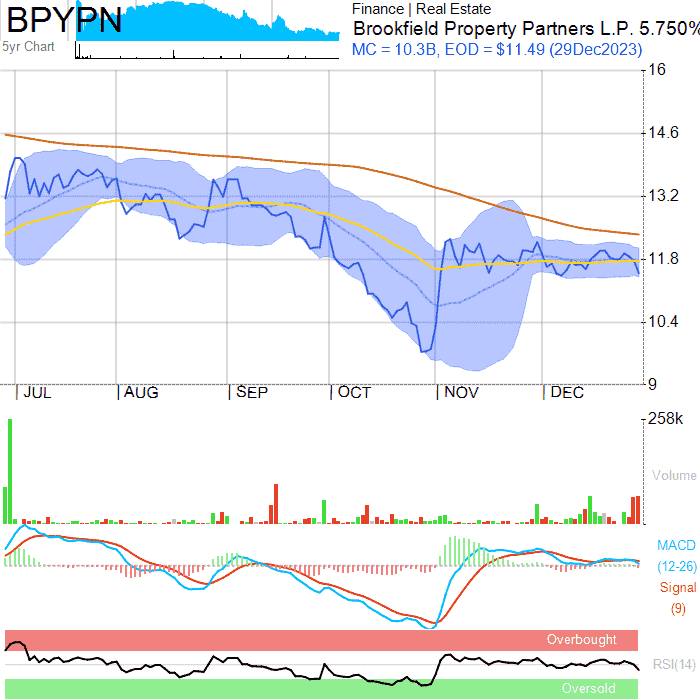 BPYPN
5yr Chart
Finance | Real Estate
Brookfield Property Partners L.P. 5.750%
MC = 10.3B, EOD = $11.49 (29Dec2023)
16
14.6
13.2
11.8
10.4
9
JUL AUG SEP OCT NOV DEC
258k
Volume
MACD
(12-26)
Signal
(9)
Overbought
RSI(14)
Oversold